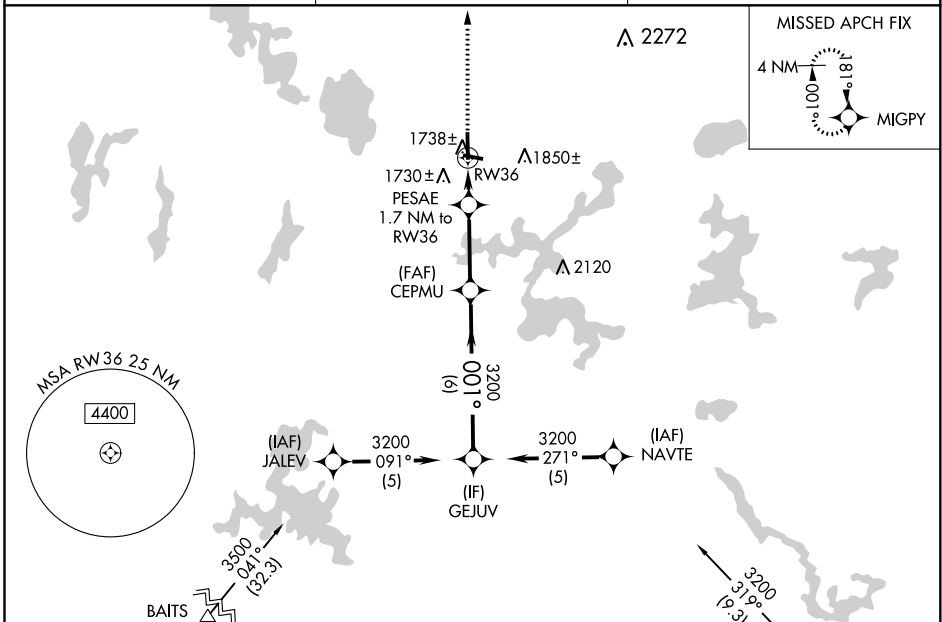 2272
MISSED APCH FIX
4 NM
181°
001°
MIGPY
1738±
1850±
1730±
RW36
PESAE
1.7 NM to
RW36
(FAF)
CEPMU
2120
3200
001°
(6)
MSA RW36 25 NM
4400
(IAF)
JALEV
3200
091°
(5)
(IF)
GEJUV
3200
271°
(5)
(IAF)
NAVTE
3500
041°
(32.3)
BAITS
3200
319°
(9.3)